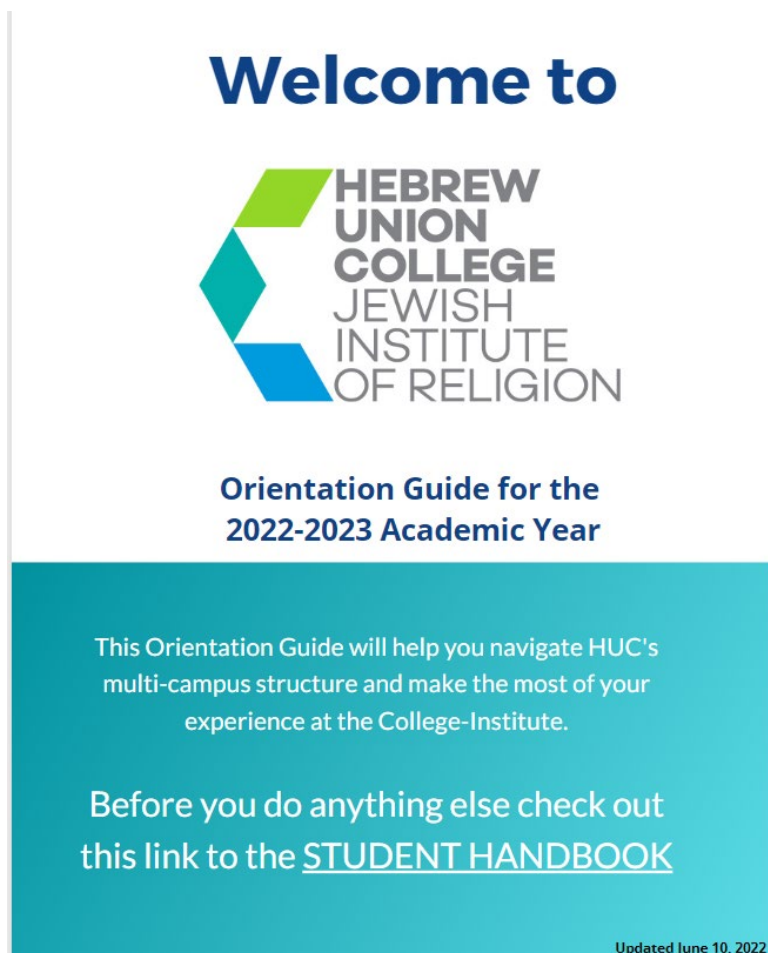 Welcome to
HEBREW
UNION
COLLEGE
JEWISH
INSTITUTE
OF RELIGION
Orientation Guide for the
2022-2023 Academic Year
This Orientation Guide will help you navigate HUC's
multi-campus structure and make the most of your
experience at the College-Institute.
Before you do anything else check out
this link to the STUDENT HANDBOOK
Updated June 10, 2022